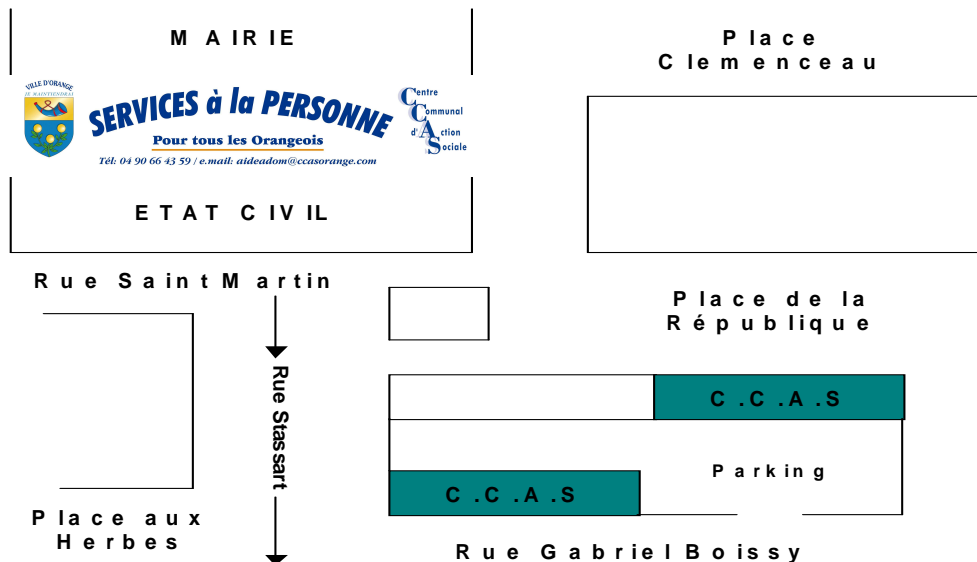 MAIRIE
Place
Clemenceau
VILLE D'ORANGE
JE MAINTIENDRAI
SERVICES à la PERSONNE
Pour tous les Orangeois
Tél: 04 90 66 43 59 / e.mail: aideadom@ccasorange.com
Centre
Communal
d'Action
Sociale
ETAT CIVIL
Rue Saint Martin
Place de la
République
Rue Stassart
C.C.A.S
Parking
C.C.A.S
Place aux
Herbes
Rue Gabriel Boissy